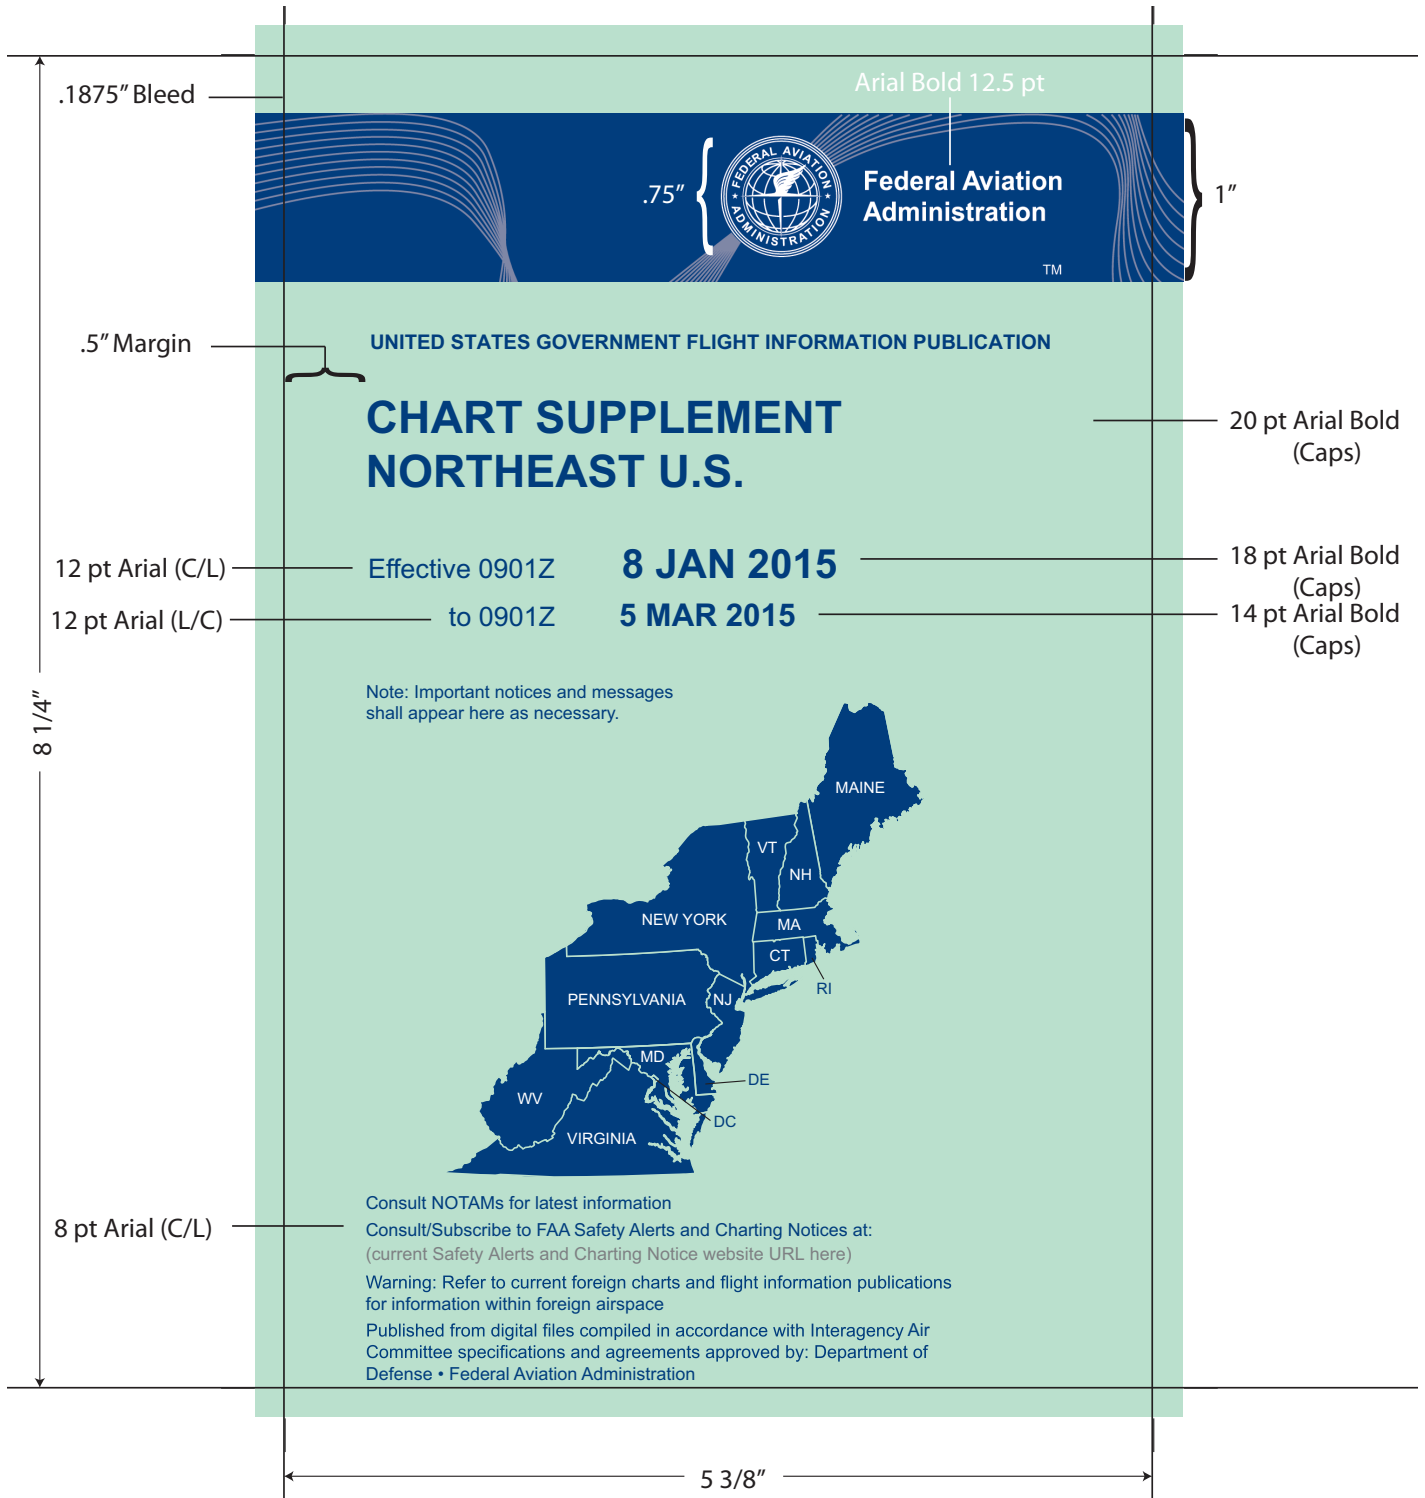 .1875” Bleed
Arial Bold 12.5 pt
.75”
FEDERAL AVIATION
ADMINISTRATION
Federal Aviation
Administration
TM
1”
.5” Margin
UNITED STATES GOVERNMENT FLIGHT INFORMATION PUBLICATION
CHART SUPPLEMENT
NORTHEAST U.S.
20 pt Arial Bold
(Caps)
12 pt Arial (C/L)
Effective 0901Z 8 JAN 2015
18 pt Arial Bold
(Caps)
12 pt Arial (L/C)
to 0901Z 5 MAR 2015
14 pt Arial Bold
(Caps)
8 1/4”
Note: Important notices and messages
shall appear here as necessary.
MAINE
VT
NH
NEW YORK
MA
CT
RI
PENNSYLVANIA
NJ
MD
DE
WV
DC
VIRGINIA
8 pt Arial (C/L)
Consult NOTAMs for latest information
Consult/Subscribe to FAA Safety Alerts and Charting Notices at:
(current Safety Alerts and Charting Notice website URL here)
Warning: Refer to current foreign charts and flight information publications
for information within foreign airspace
Published from digital files compiled in accordance with Interagency Air
Committee specifications and agreements approved by: Department of
Defense • Federal Aviation Administration
5 3/8”